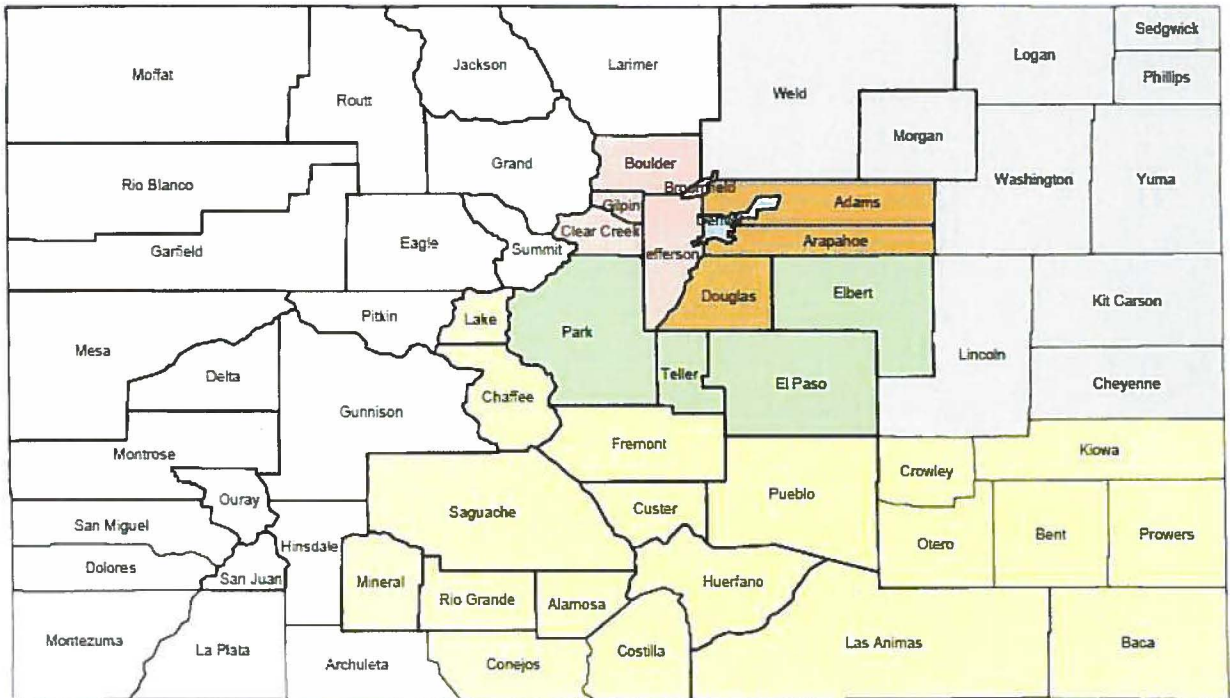 Moffat
Routt
Jackson
Larimer
Weld
Logan
Sedgwick
Phillips
Morgan
Washington
Yuma
Rio Blanco
Grand
Boulder
Broomfield
Gilpin
Clear Creek
Jefferson
Adams
Arapahoe
Garfield
Eagle
Summit
Douglas
Elbert
Kit Carson
Lincoln
Cheyenne
Mesa
Pitkin
Lake
Park
Delta
Gunnison
Chaffee
Teller
El Paso
Montrose
Fremont
Kiowa
Crowley
Ouray
Saguache
Custer
Pueblo
San Miguel
Hinsdale
Otero
Bent
Prowers
Dolores
San Juan
Mineral
Rio Grande
Alamosa
Huerfano
Montezuma
La Plata
Archuleta
Conejos
Costilla
Las Animas
Baca